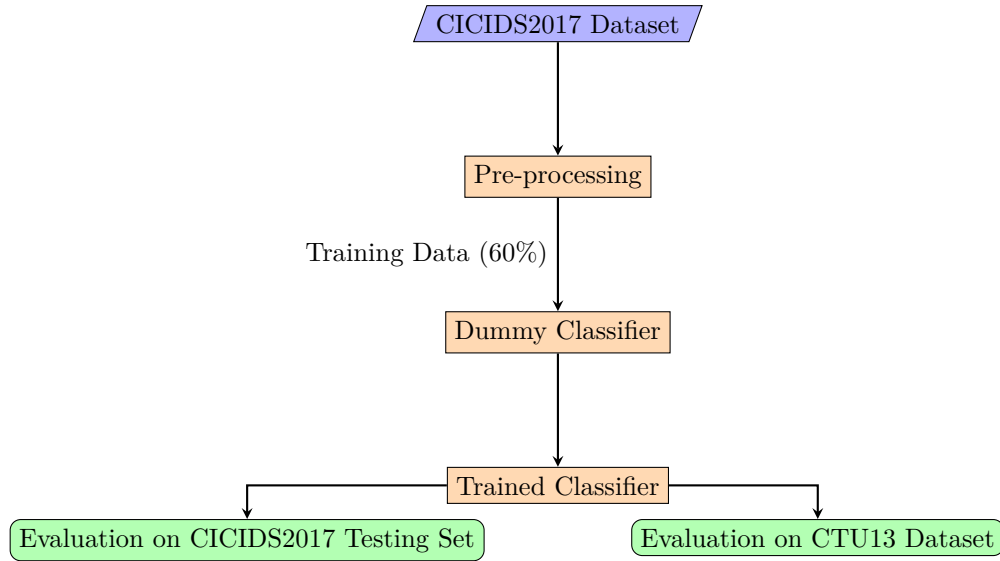 CICIDS2017 Dataset
Pre-processing
Training Data (60%)
Dummy Classifier
Trained Classifier
Evaluation on CICIDS2017 Testing Set
Evaluation on CTU13 Dataset